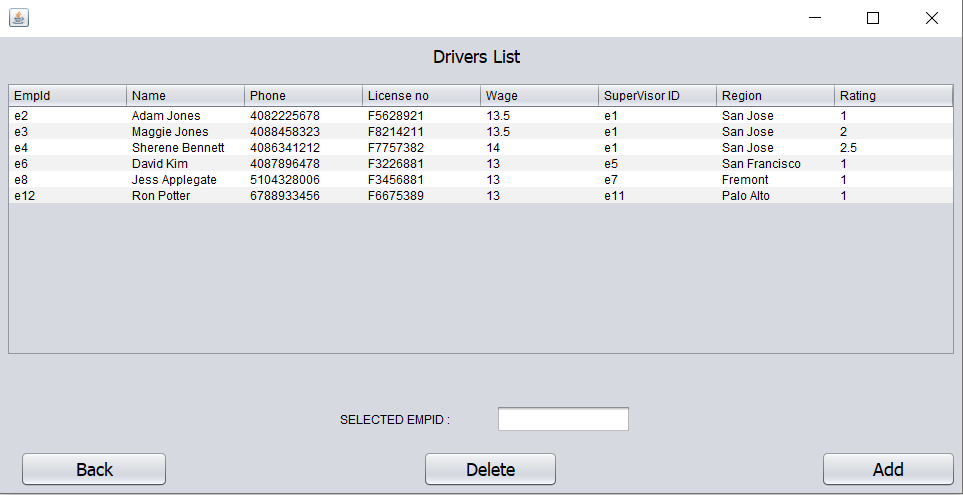 Drivers List
EmpId Name Phone License no Wage SuperVisor ID Region Rating
e2 Adam Jones 4082225678 F5628921 13.5 e1 San Jose 1
e3 Maggie Jones 4088458323 F8214211 13.5 e1 San Jose 2
e4 Sherene Bennett 4086341212 F7757382 14 e1 San Jose 2.5
e6 David Kim 4087896478 F3226881 13 e5 San Francisco 1
e8 Jess Applegate 5104328006 F3456881 13 e7 Fremont 1
e12 Ron Potter 6788933456 F6675389 13 e11 Palo Alto 1
SELECTED EMPID :
Back Delete Add